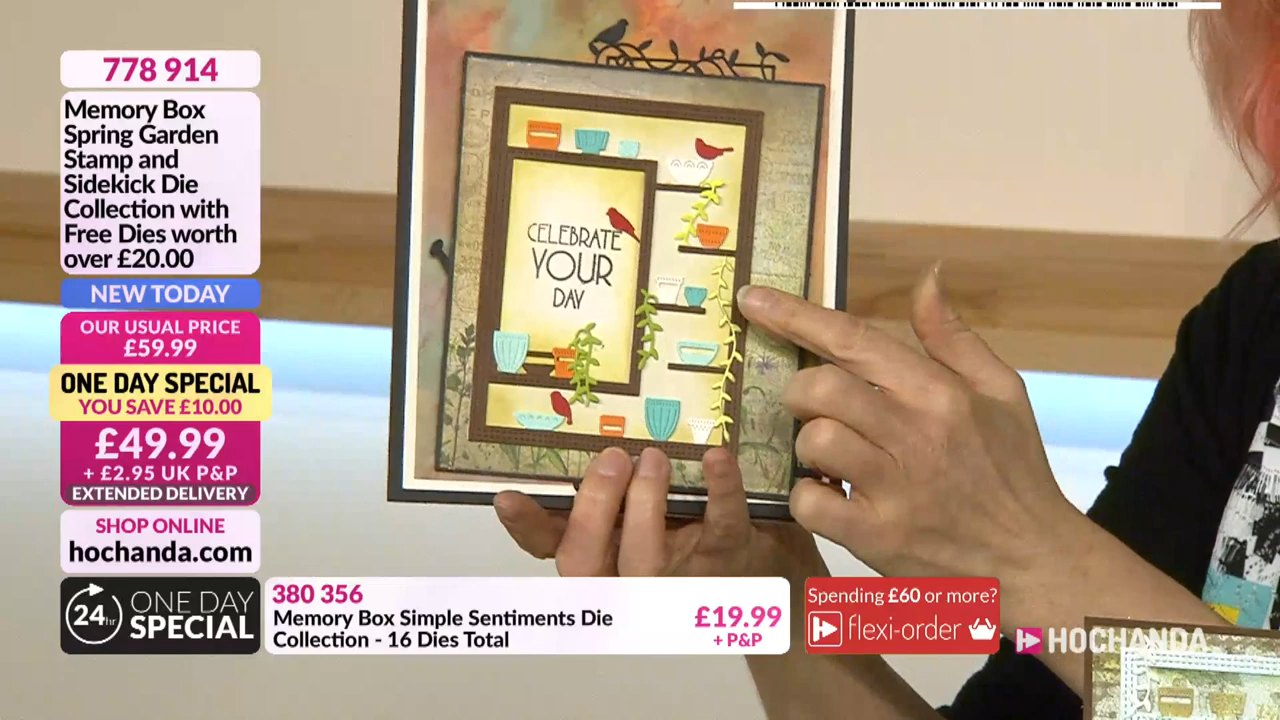 778 914
Memory Box
Spring Garden
Stamp and
Sidekick Die
Collection with
Free Dies worth
over £20.00
NEW TODAY
OUR USUAL PRICE
£59.99
ONE DAY SPECIAL
YOU SAVE £10.00
£49.99
+ £2.95 UK P&P
EXTENDED DELIVERY
SHOP ONLINE
hochanda.com
24hr
ONE DAY
SPECIAL
CELEBRATE
YOUR
DAY
380 356
Memory Box Simple Sentiments Die
Collection - 16 Dies Total
£19.99
+ P&P
Spending £60 or more?
flexi-order
HOCHANDA